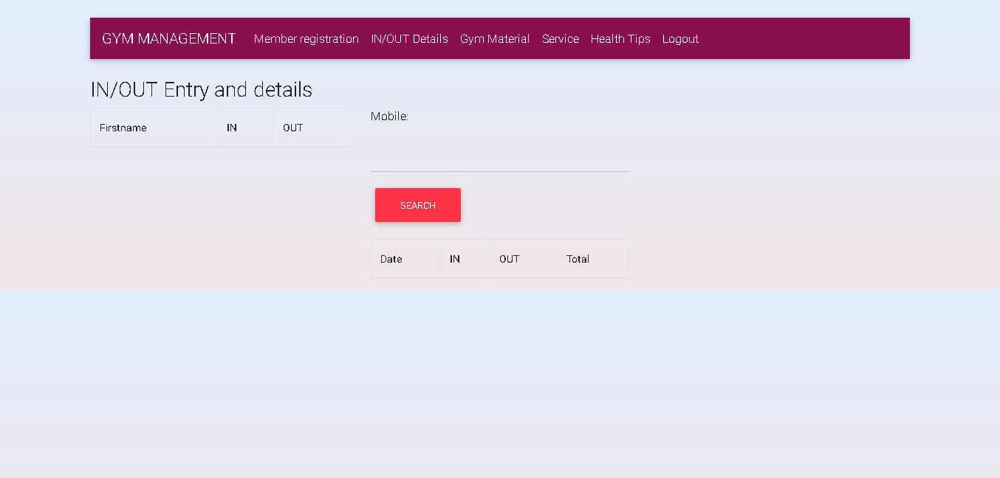 GYM MANAGEMENT Member registration IN/OUT Details Gym Material Service Health Tips Logout
IN/OUT Entry and details
Firstname IN OUT
Mobile:
SEARCH
Date IN OUT Total